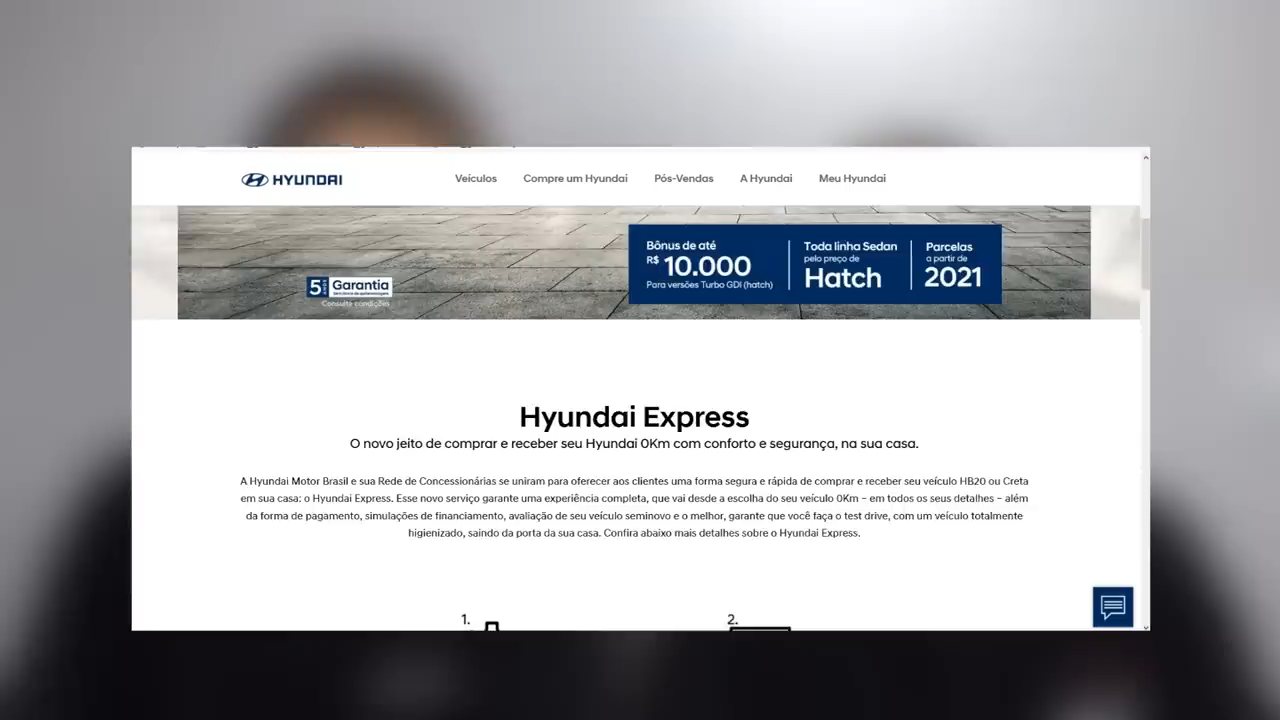 HYUNDAI
Veículos Compre um Hyundai Pós-Vendas A Hyundai Meu Hyundai
Bônus de até
R$ 10.000
Para versões Turbo GDI (hatch)
Toda linha Sedan
pelo preço de
Hatch
Parcelas
a partir de
2021
5 ANOS Garantia
Consulte condições
Hyundai Express
O novo jeito de comprar e receber seu Hyundai 0Km com conforto e segurança, na sua casa.
A Hyundai Motor Brasil e sua Rede de Concessionárias se uniram para oferecer aos clientes uma forma segura e rápida de comprar e receber seu veículo HB20 ou Creta
em sua casa: o Hyundai Express. Esse novo serviço garante uma experiência completa, que vai desde a escolha do seu veículo 0Km – em todos os seus detalhes – além
da forma de pagamento, simulações de financiamento, avaliação de seu veículo seminovo e o melhor, garante que você faça o test drive, com um veículo totalmente
higienizado, saindo da porta da sua casa. Confira abaixo mais detalhes sobre o Hyundai Express.
1. 2.